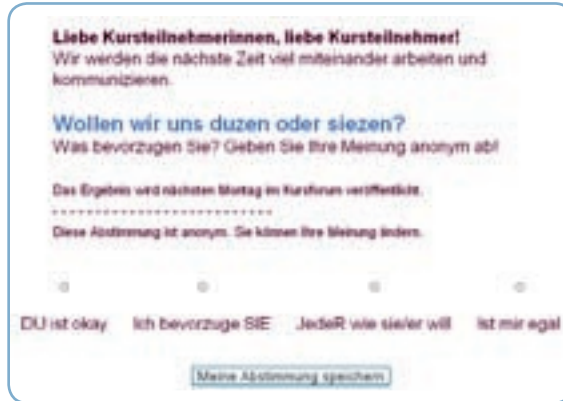 Liebe Kursteilnehmerinnen, liebe Kursteilnehmer!
Wir werden die nächste Zeit viel miteinander arbeiten und
kommunizieren.
Wollen wir uns duzen oder siezen?
Was bevorzugen Sie? Geben Sie Ihre Meinung anonym ab!
Das Ergebnis wird nächsten Montag im Kursforum veröffentlicht.
- - - - - - - - - - - - - - - - - - - - - - - - - - -
Diese Abstimmung ist anonym. Sie können Ihre Meinung ändern.
DU ist okay Ich bevorzuge SIE JedeR wie sie/er will Ist mir egal
Meine Abstimmung speichern